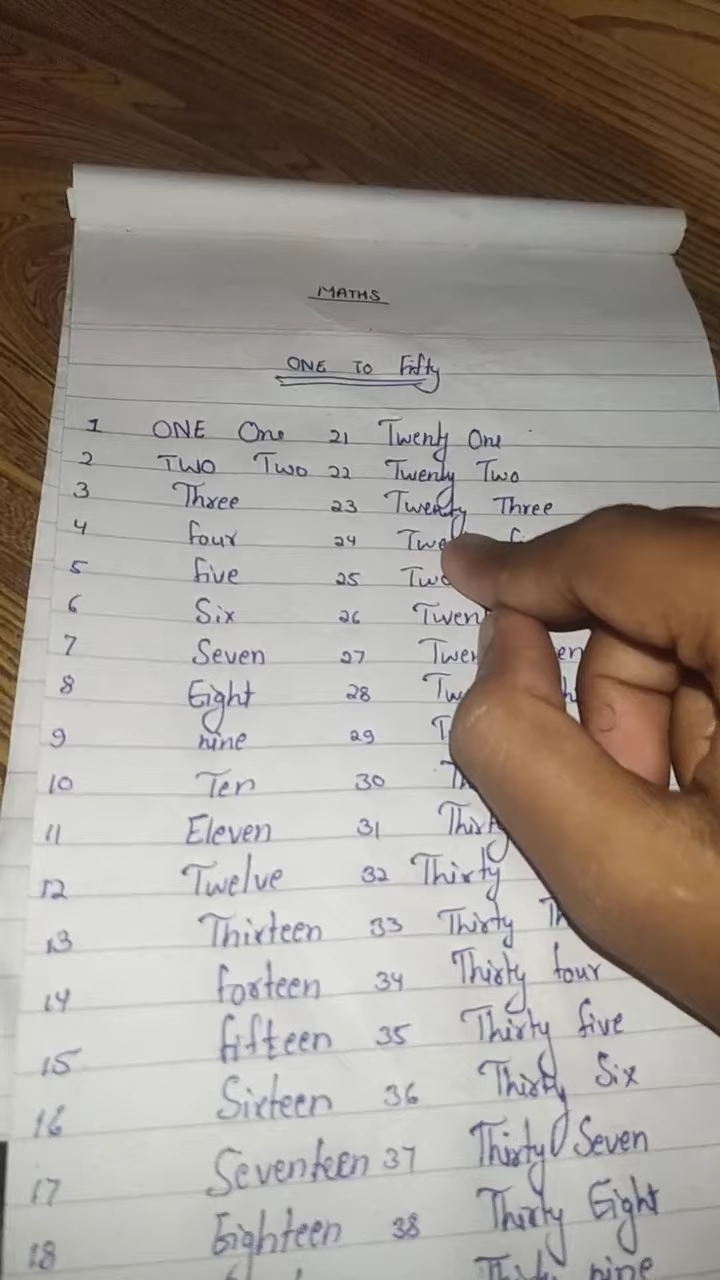 MATHS
ONE TO Fifty
1 ONE One 21 Twenty One
2 TWO Two 22 Twenty Two
3 Three 23 Twenty Three
4 four 24
5 five 25
6 Six 26
7 Seven 27
8 Eight 28
9 nine 29
10 Ten 30
11 Eleven 31
12 Twelve 32 Thirty
13 Thirteen 33 Thirty
14 forteen 34 Thirty four
15 fifteen 35 Thirty five
16 Sixteen 36 Thirty Six
17 Seventeen 37 Thirty Seven
18 Eighteen 38 Thirty Eight
nine